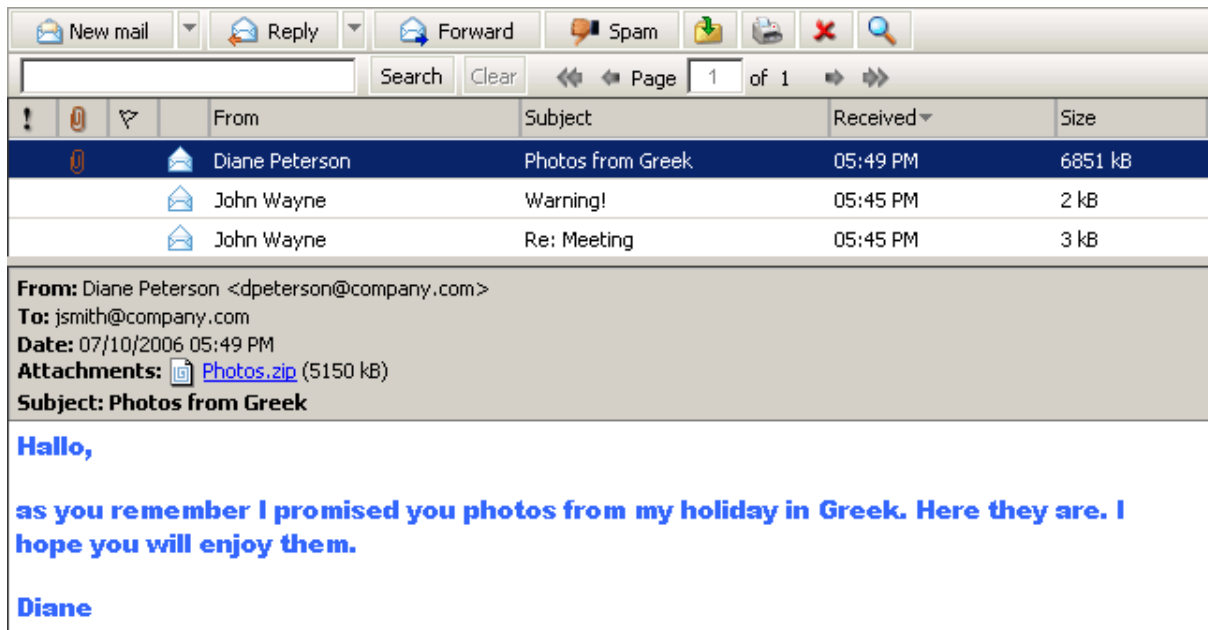 New mail Reply Forward Spam
Search Clear Page 1 of 1
! From Subject Received Size
Diane Peterson Photos from Greek 05:49 PM 6851 kB
John Wayne Warning! 05:45 PM 2 kB
John Wayne Re: Meeting 05:45 PM 3 kB
From: Diane Peterson <dpeterson@company.com>
To: jsmith@company.com
Date: 07/10/2006 05:49 PM
Attachments: Photos.zip (5150 kB)
Subject: Photos from Greek
Hallo,
as you remember I promised you photos from my holiday in Greek. Here they are. I
hope you will enjoy them.
Diane